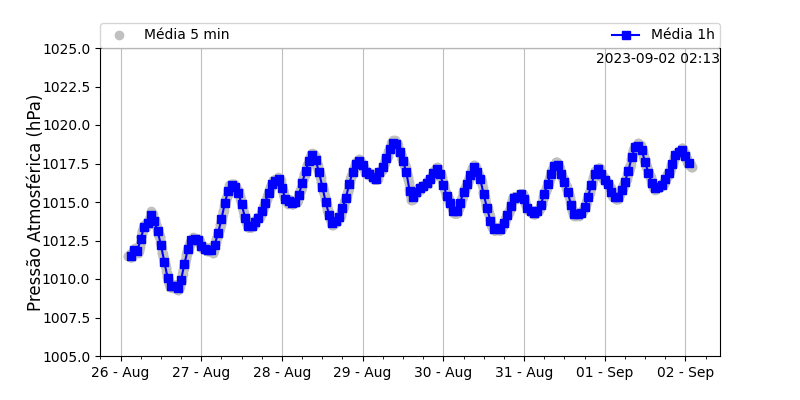 Média 5 min
Média 1h
2023-09-02 02:13
Pressão Atmosférica (hPa)
1025.0
1022.5
1020.0
1017.5
1015.0
1012.5
1010.0
1007.5
1005.0
26 - Aug
27 - Aug
28 - Aug
29 - Aug
30 - Aug
31 - Aug
01 - Sep
02 - Sep